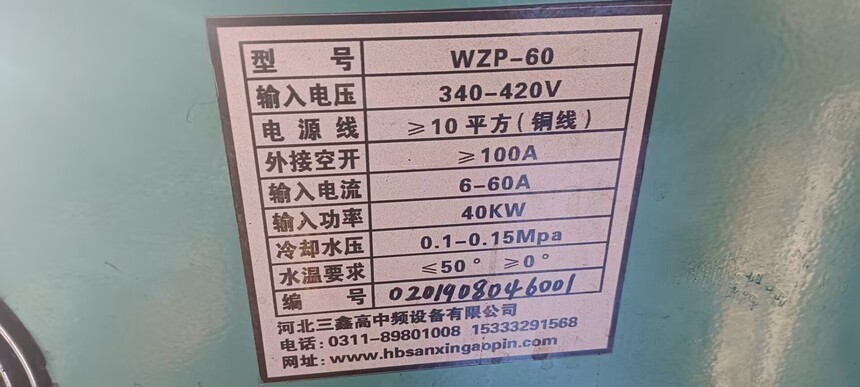 型号 WZP-60
输入电压 340-420V
电源线 ≥10平方(铜线)
外接空开 ≥100A
输入电流 6-60A
输入功率 40KW
冷却水压 0.1-0.15Mpa
水温要求 ≤50° ≥0°
编号 0201908046001
河北三鑫高中频设备有限公司
电话:0311-89801008 15333291568
网址:www.hbsanxingaopin.com